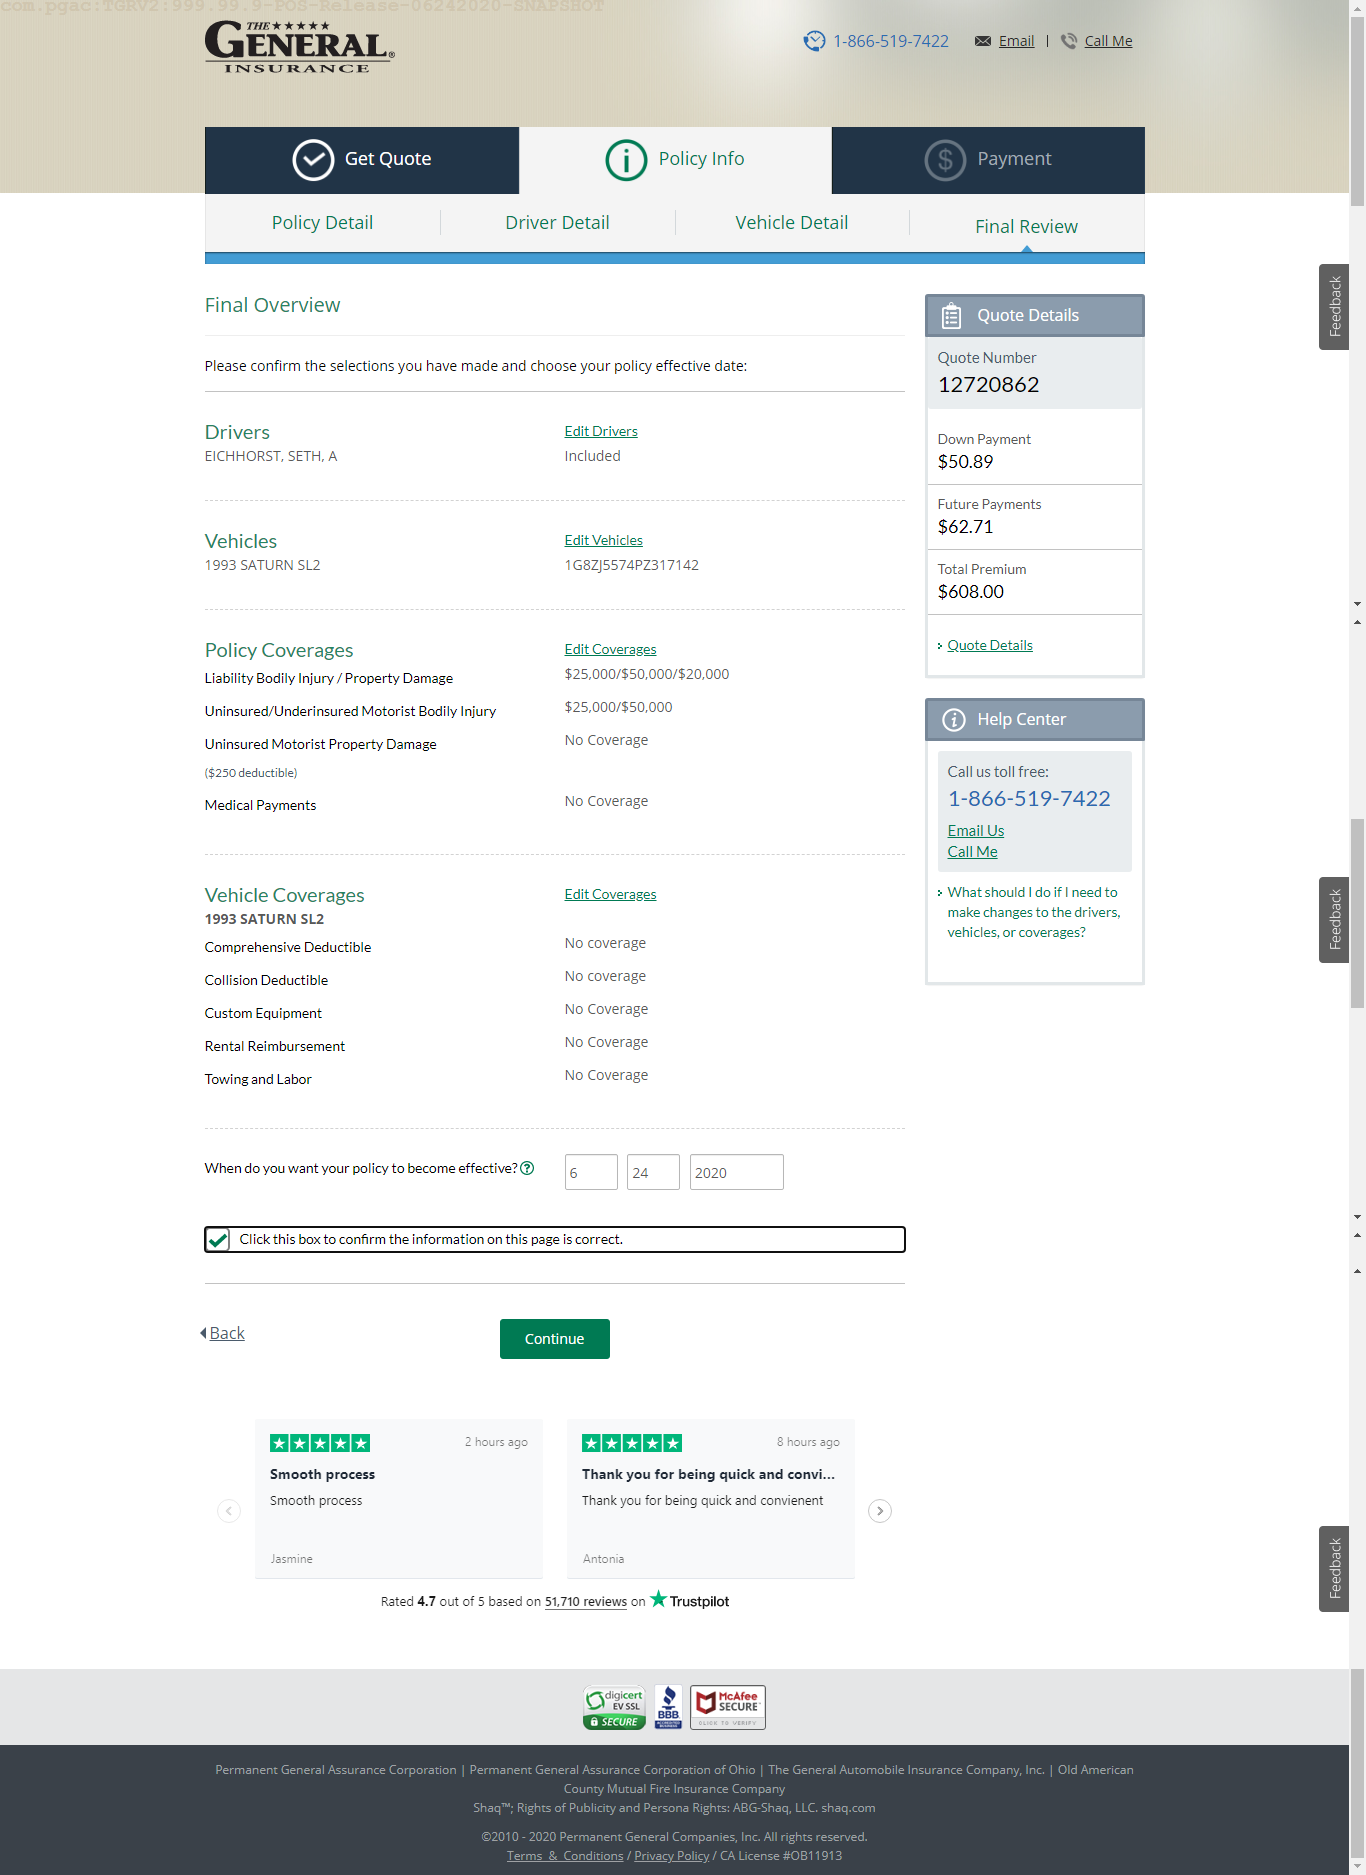 com.pgac:TGRV2:999.99.9-POS-Release-06242020-SNAPSHOT
THE
GENERAL®
INSURANCE
1-866-519-7422 Email | Call Me
Get Quote Policy Info $ Payment
Policy Detail Driver Detail Vehicle Detail Final Review
Final Overview
Please confirm the selections you have made and choose your policy effective date:
Drivers Edit Drivers
EICHHORST, SETH, A Included
Vehicles Edit Vehicles
1993 SATURN SL2 1G8ZJ5574PZ317142
Policy Coverages Edit Coverages
Liability Bodily Injury / Property Damage $25,000/$50,000/$20,000
Uninsured/Underinsured Motorist Bodily Injury $25,000/$50,000
Uninsured Motorist Property Damage No Coverage
($250 deductible)
Medical Payments No Coverage
Vehicle Coverages Edit Coverages
1993 SATURN SL2
Comprehensive Deductible No coverage
Collision Deductible No coverage
Custom Equipment No Coverage
Rental Reimbursement No Coverage
Towing and Labor No Coverage
When do you want your policy to become effective? ? 6 24 2020
Click this box to confirm the information on this page is correct.
Back Continue
Quote Details
Quote Number
12720862
Down Payment
$50.89
Future Payments
$62.71
Total Premium
$608.00
Quote Details
Help Center
Call us toll free:
1-866-519-7422
Email Us
Call Me
What should I do if I need to
make changes to the drivers,
vehicles, or coverages?
Feedback
Feedback
Feedback
2 hours ago
Smooth process
Smooth process
Jasmine
8 hours ago
Thank you for being quick and convi...
Thank you for being quick and convienent
Antonia
Rated 4.7 out of 5 based on 51,710 reviews on Trustpilot
digicert
EV SSL
SECURE
BBB
ACCREDITED
BUSINESS
McAfee
SECURE
CLICK TO VERIFY
Permanent General Assurance Corporation | Permanent General Assurance Corporation of Ohio | The General Automobile Insurance Company, Inc. | Old American
County Mutual Fire Insurance Company
Shaq™; Rights of Publicity and Persona Rights: ABG-Shaq, LLC. shaq.com
©2010 - 2020 Permanent General Companies, Inc. All rights reserved.
Terms & Conditions / Privacy Policy / CA License #OB11913